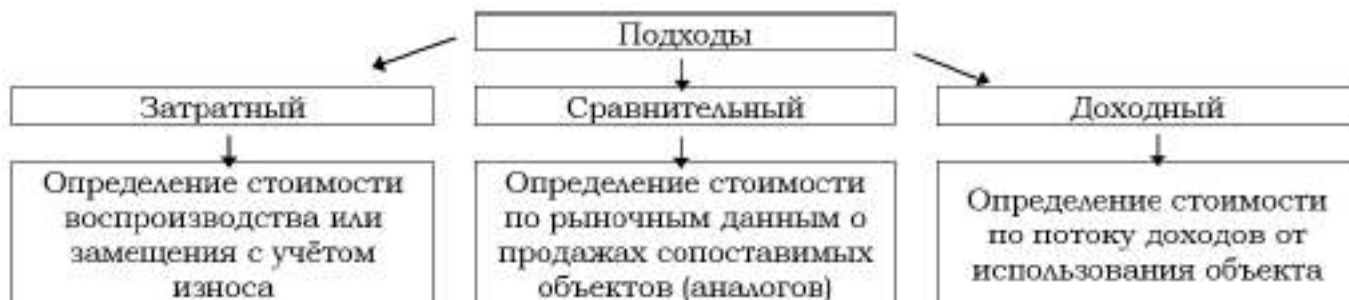 Подходы
Затратный
Сравнительный
Доходный
Определение стоимости
воспроизводства или
замещения с учётом
износа
Определение стоимости
по рыночным данным о
продажах сопоставимых
объектов (аналогов)
Определение стоимости
по потоку доходов от
использования объекта